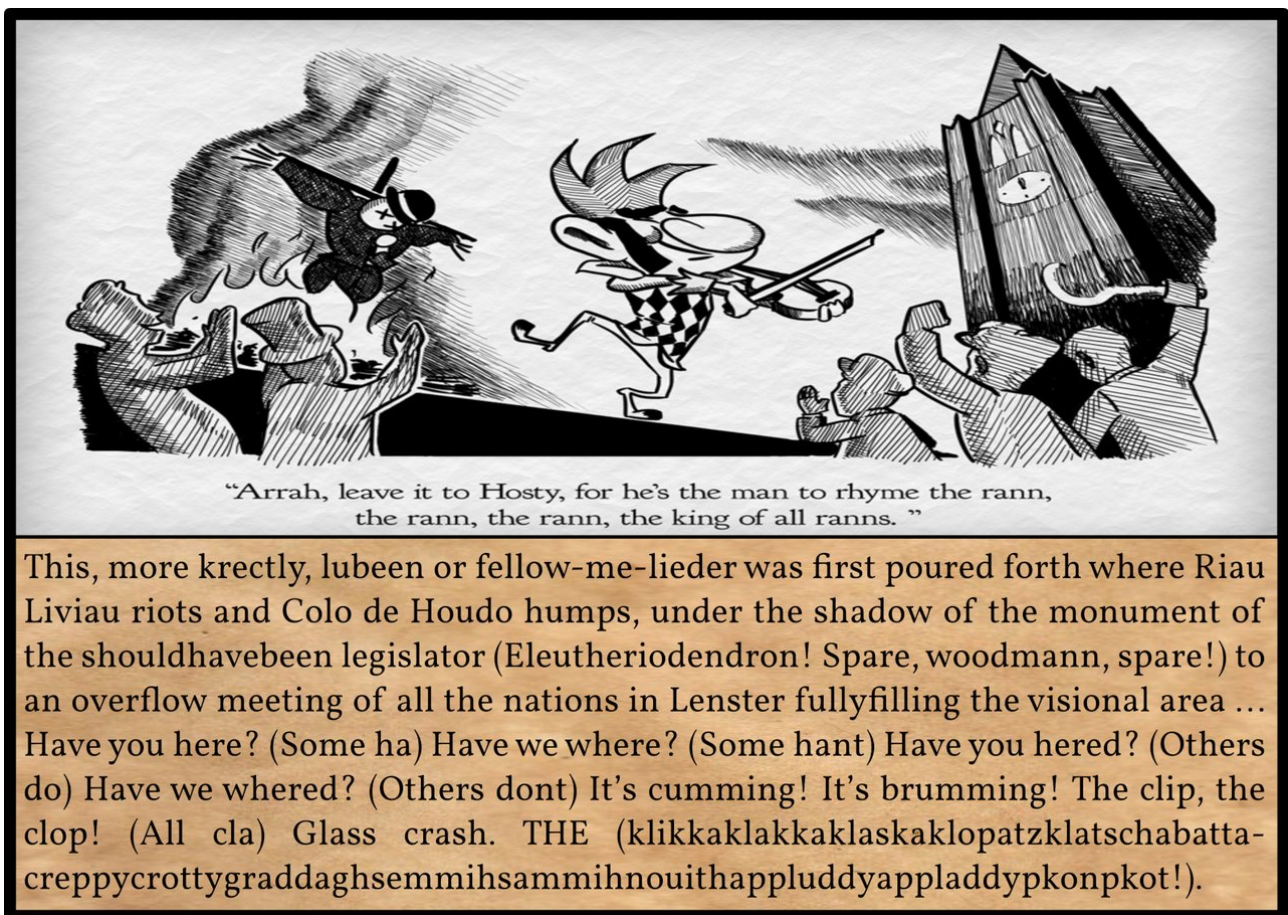 “Arrah, leave it to Hosty, for he’s the man to rhyme the rann,
the rann, the rann, the king of all ranns. ”
This, more krectly, lubeen or fellow-me-lieder was first poured forth where Riau
Liviau riots and Colo de Houdo humps, under the shadow of the monument of
the shouldhavebeen legislator (Eleutheriodendron! Spare, woodmann, spare!) to
an overflow meeting of all the nations in Lenster fullyfilling the visional area ...
Have you here? (Some ha) Have we where? (Some hant) Have you hered? (Others
do) Have we whered? (Others dont) It’s cumming! It’s brumming! The clip, the
clop! (All cla) Glass crash. THE (klikkaklakkaklaskaklopatzklatschabatta-
creppycrottygraddaghsemmihsammihnouithappluddyappladdypkonpkot!).